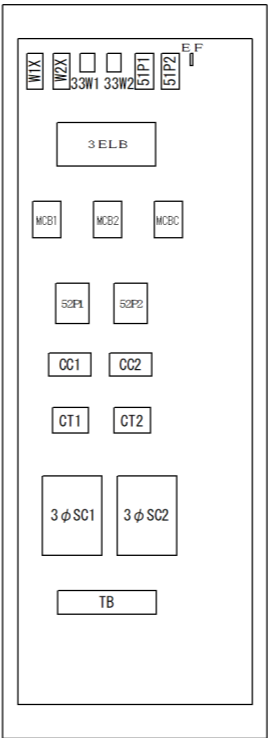 EF
W1X W2X 33W1 33W2 51P1 51P2
3ELB
MCB1 MCB2 MCBC
52P1 52P2
CC1 CC2
CT1 CT2
3φSC1 3φSC2
TB